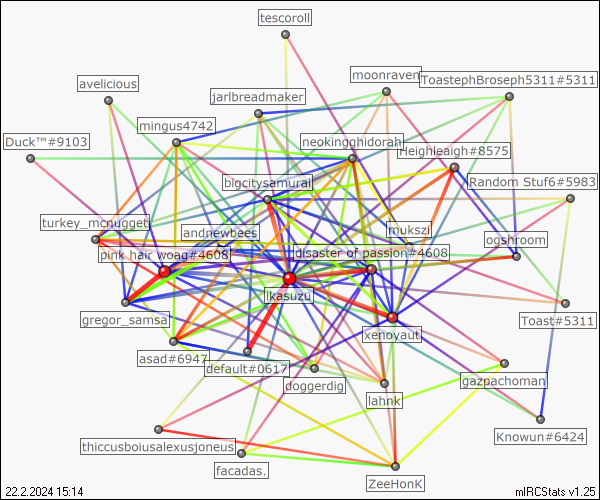 tescoroll
moonraven
ToastephBroseph5311#5311
avelicious
jarlbreadmaker
mingus4742
Duck™#9103
neokingghidorah
Heighleaigh#8575
bigcitysamurai
Random Stuf6#5983
turkey_mcnugget
andnewbees
mukszi
ogshroom
pink hair woag#4608
disaster of passion#4608
ikasuzu
gregor_samsa
Toast#5311
xenoyaut
asad#6947
default#0617
doggerdig
gazpachoman
lahnk
Knowun#6424
thiccusboiusalexusjoneus
facadas.
ZeeHonK
22.2.2024 15:14
mIRCStats v1.25